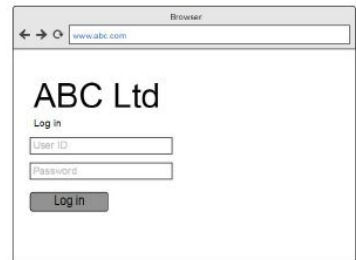 Browser
www.abc.com
ABC Ltd
Log in
User ID
Password
Log in